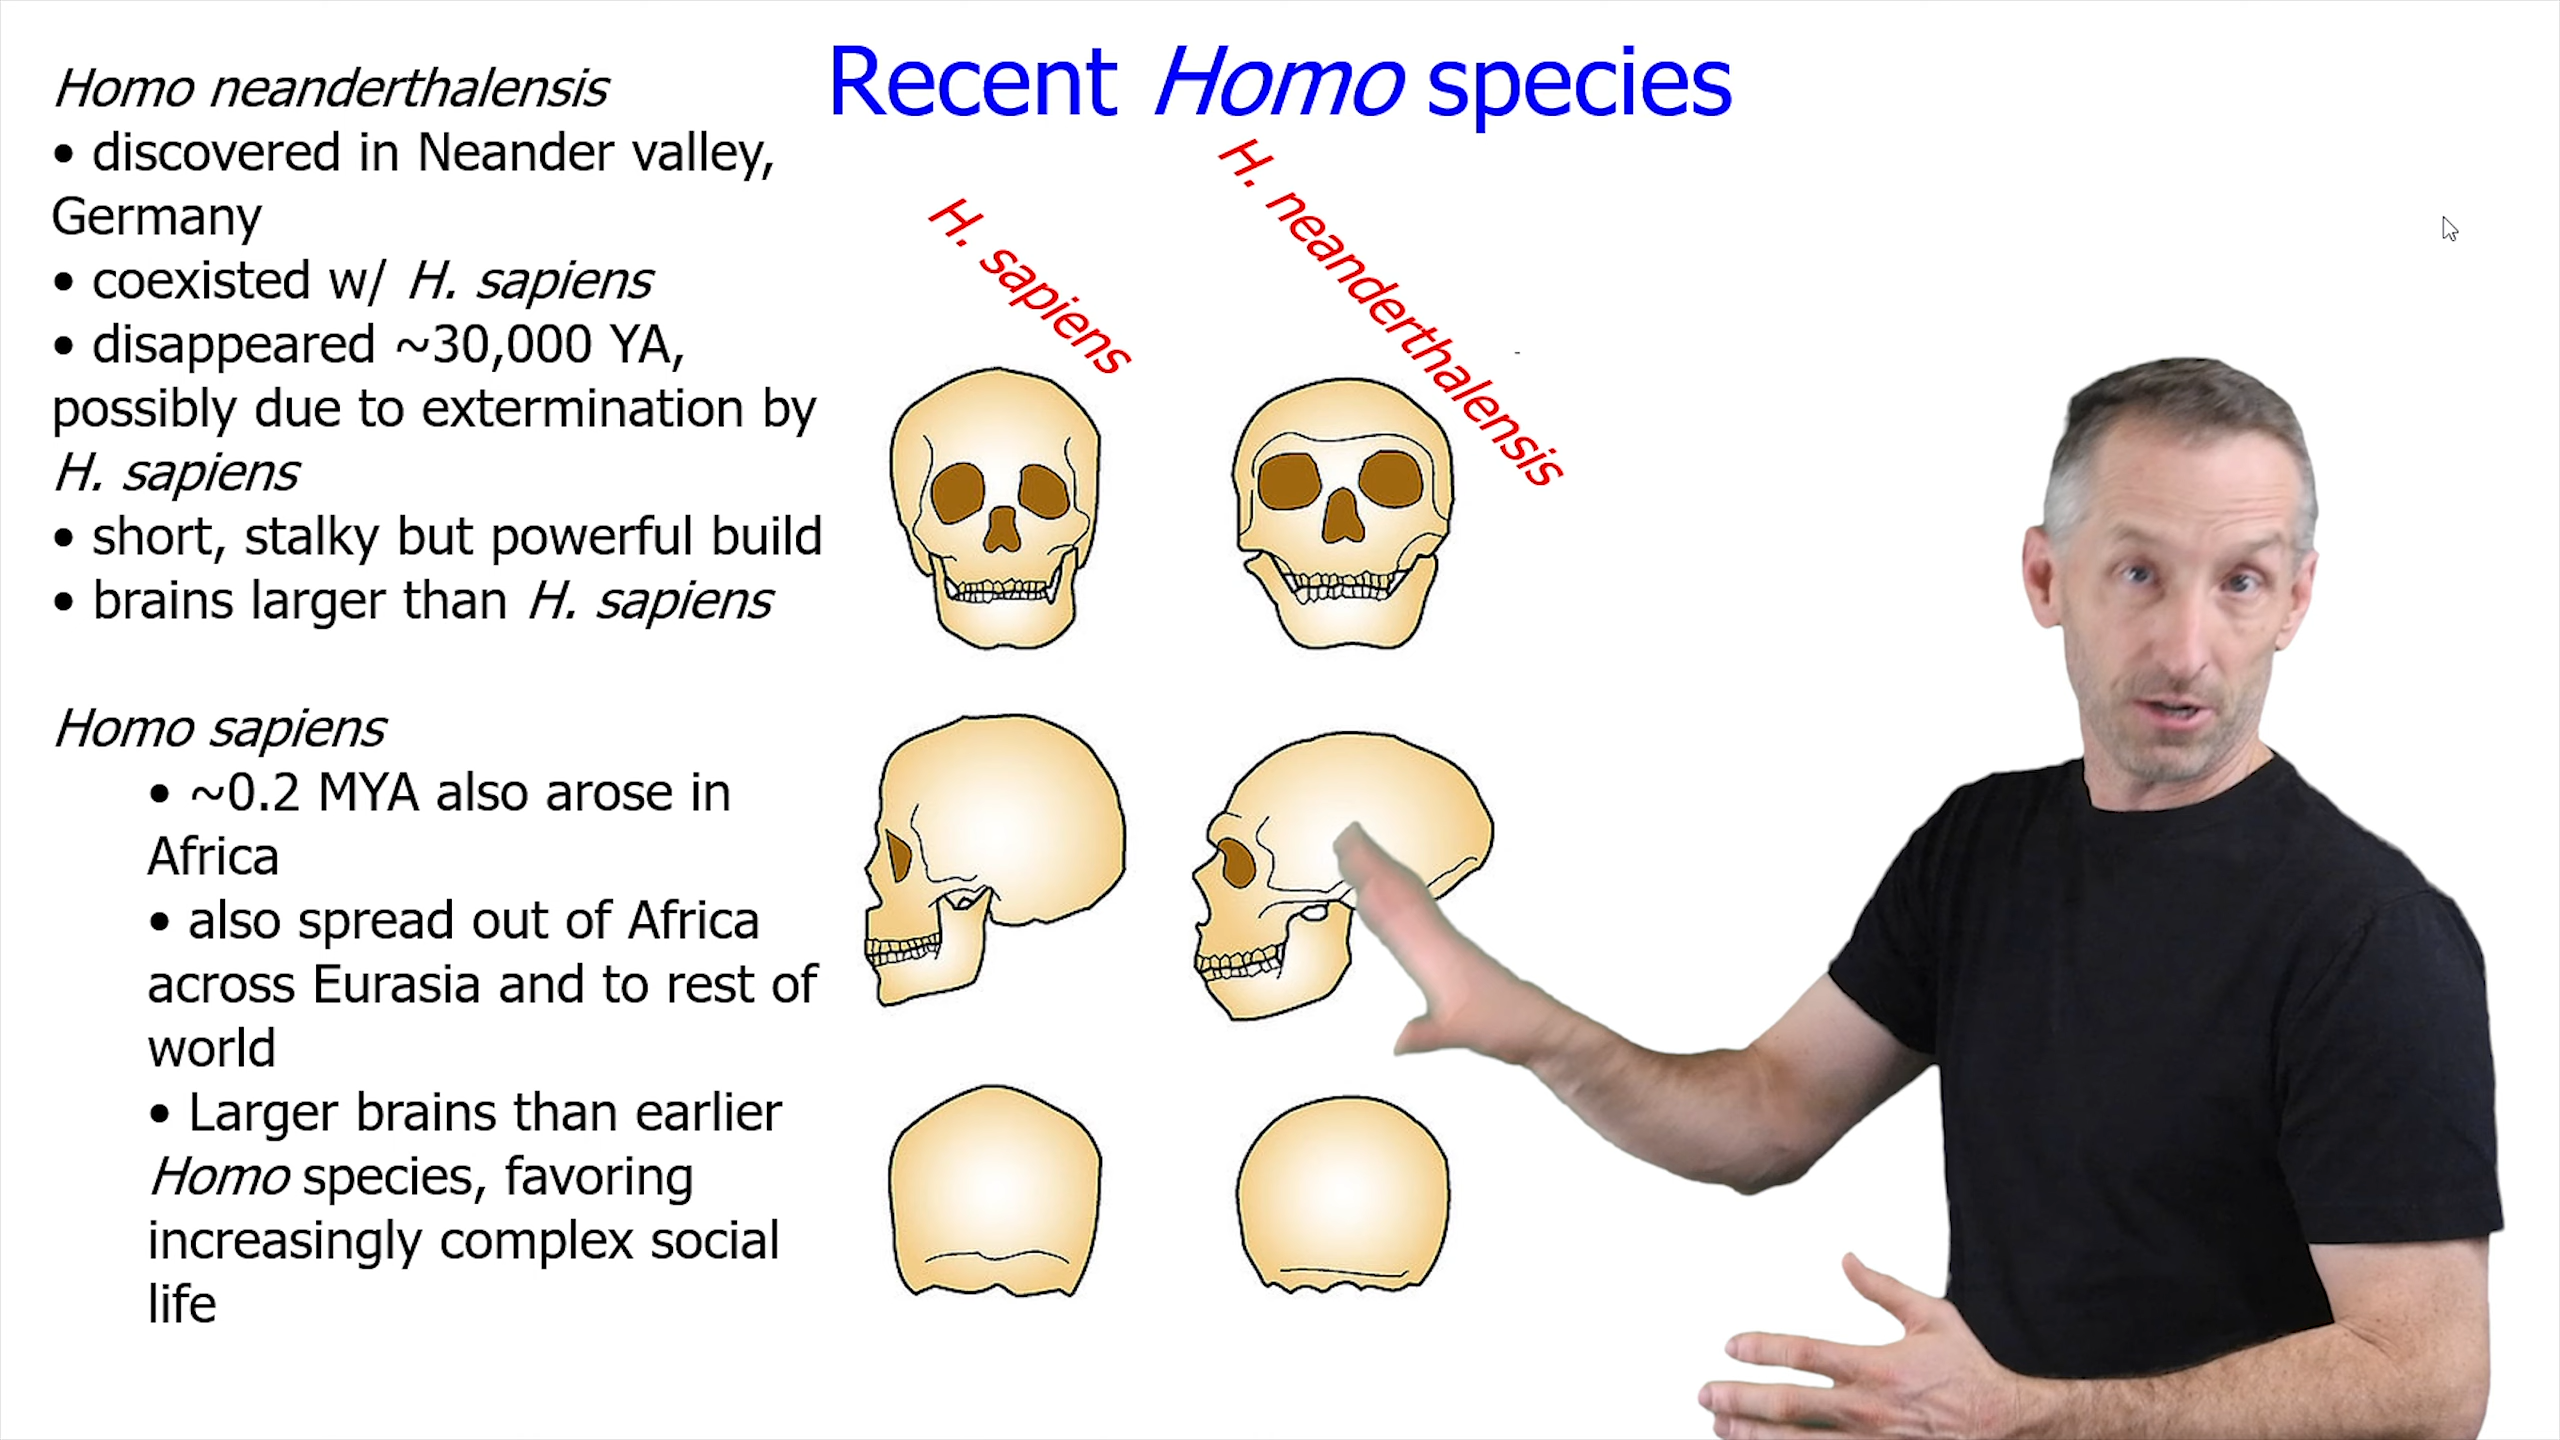 Recent Homo species
Homo neanderthalensis
• discovered in Neander valley,
Germany
• coexisted w/ H. sapiens
• disappeared ~30,000 YA,
possibly due to extermination by
H. sapiens
• short, stalky but powerful build
• brains larger than H. sapiens
Homo sapiens
• ~0.2 MYA also arose in
Africa
• also spread out of Africa
across Eurasia and to rest of
world
• Larger brains than earlier
Homo species, favoring
increasingly complex social
life
H. sapiens
H. neanderthalensis